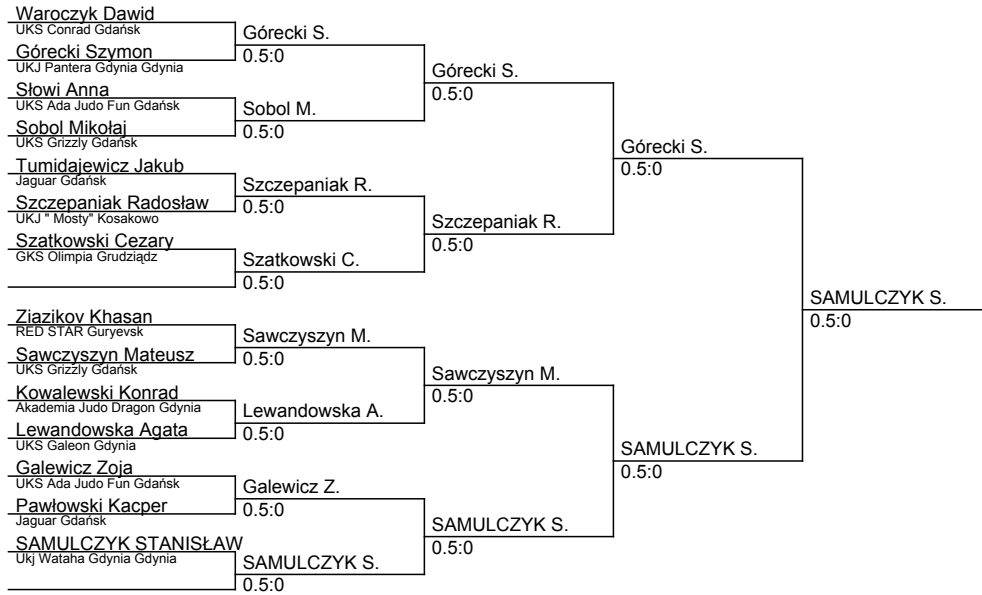 Waroczyk Dawid
UKS Conrad Gdańsk
Górecki Szymon
UKJ Pantera Gdynia Gdynia
Słowi Anna
UKS Ada Judo Fun Gdańsk
Sobol Mikołaj
UKS Grizzly Gdańsk
Tumidajewicz Jakub
Jaguar Gdańsk
Szczepaniak Radosław
UKJ " Mosty" Kosakowo
Szatkowski Cezary
GKS Olimpia Grudziądz
Ziazikov Khasan
RED STAR Guryevsk
Sawczyszyn Mateusz
UKS Grizzly Gdańsk
Kowalewski Konrad
Akademia Judo Dragon Gdynia
Lewandowska Agata
UKS Galeon Gdynia
Galewicz Zoja
UKS Ada Judo Fun Gdańsk
Pawłowski Kacper
Jaguar Gdańsk
SAMULCZYK STANISŁAW
Ukj Wataha Gdynia Gdynia
Górecki S.
0.5:0
Sobol M.
0.5:0
Szczepaniak R.
0.5:0
Szatkowski C.
0.5:0
Sawczyszyn M.
0.5:0
Lewandowska A.
0.5:0
Galewicz Z.
0.5:0
SAMULCZYK S.
0.5:0
Górecki S.
0.5:0
Szczepaniak R.
0.5:0
Sawczyszyn M.
0.5:0
SAMULCZYK S.
0.5:0
Górecki S.
0.5:0
SAMULCZYK S.
0.5:0
SAMULCZYK S.
0.5:0